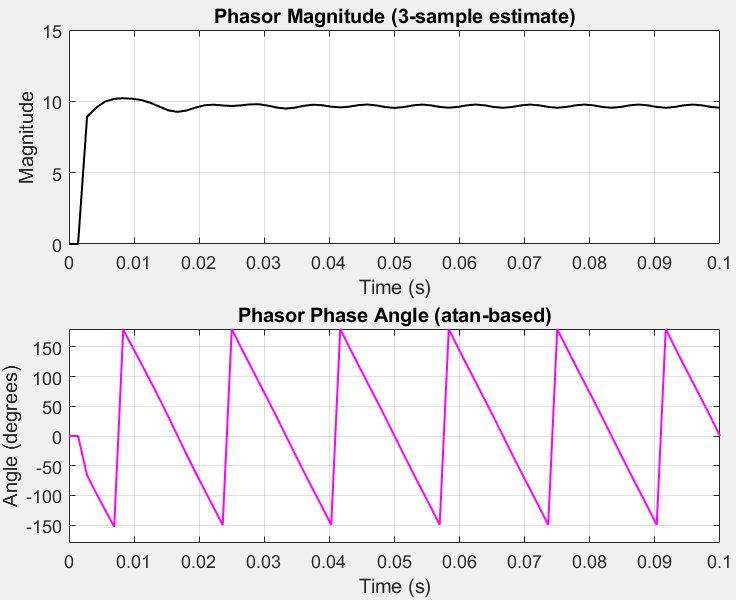 Phasor Magnitude (3-sample estimate)
15
10
5
0
Magnitude
0 0.01 0.02 0.03 0.04 0.05 0.06 0.07 0.08 0.09 0.1
Time (s)
Phasor Phase Angle (atan-based)
150
100
50
0
-50
-100
-150
Angle (degrees)
0 0.01 0.02 0.03 0.04 0.05 0.06 0.07 0.08 0.09 0.1
Time (s)